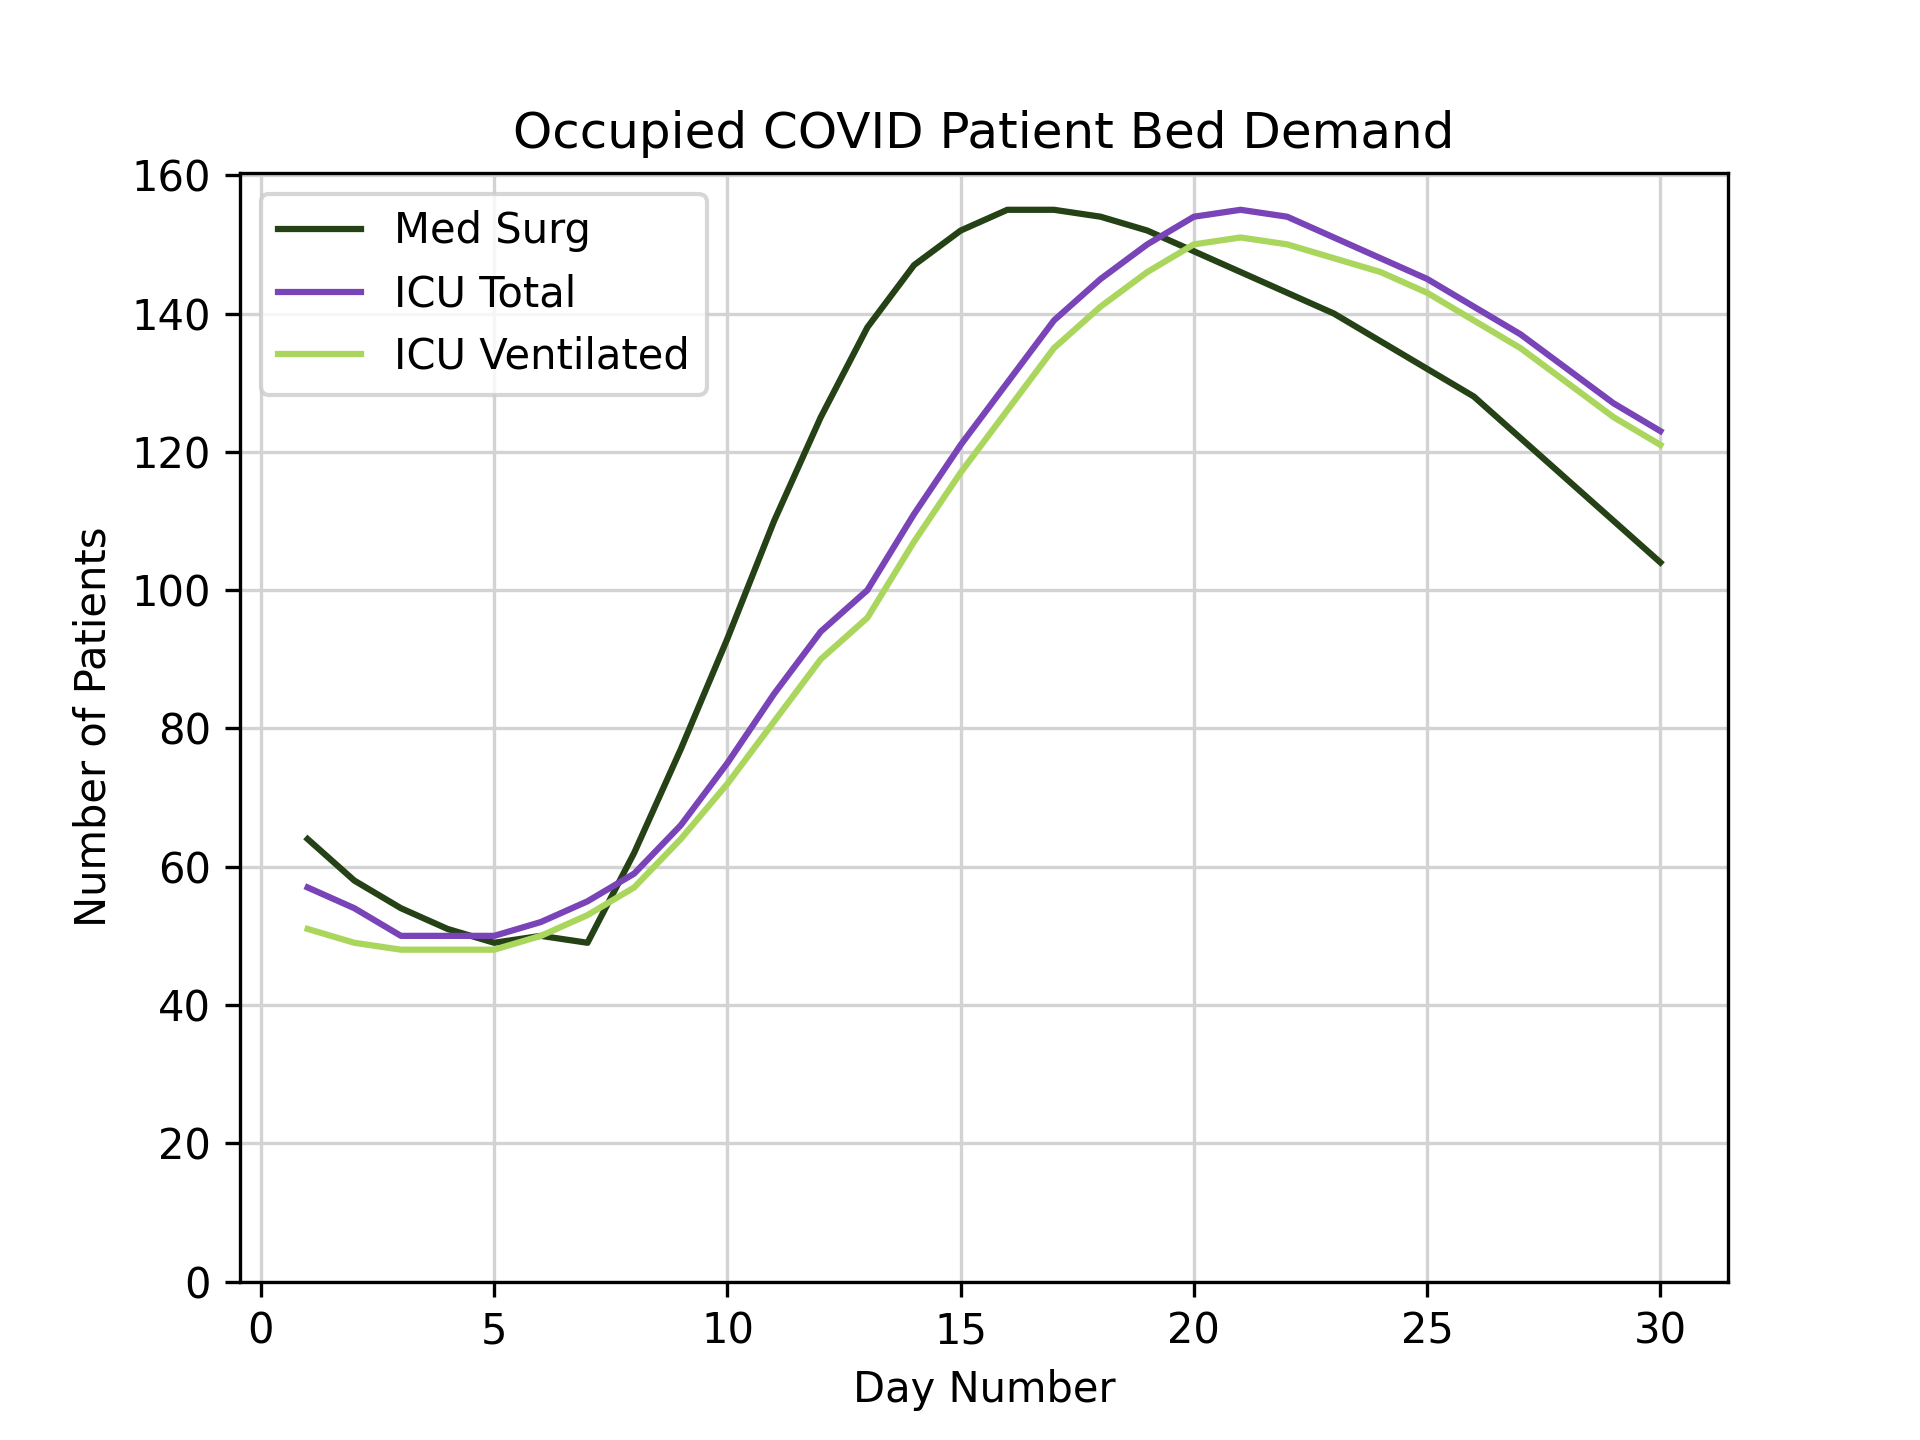 Occupied COVID Patient Bed Demand
160
140
120
100
80
60
40
20
0
Number of Patients
Med Surg
ICU Total
ICU Ventilated
0 5 10 15 20 25 30
Day Number